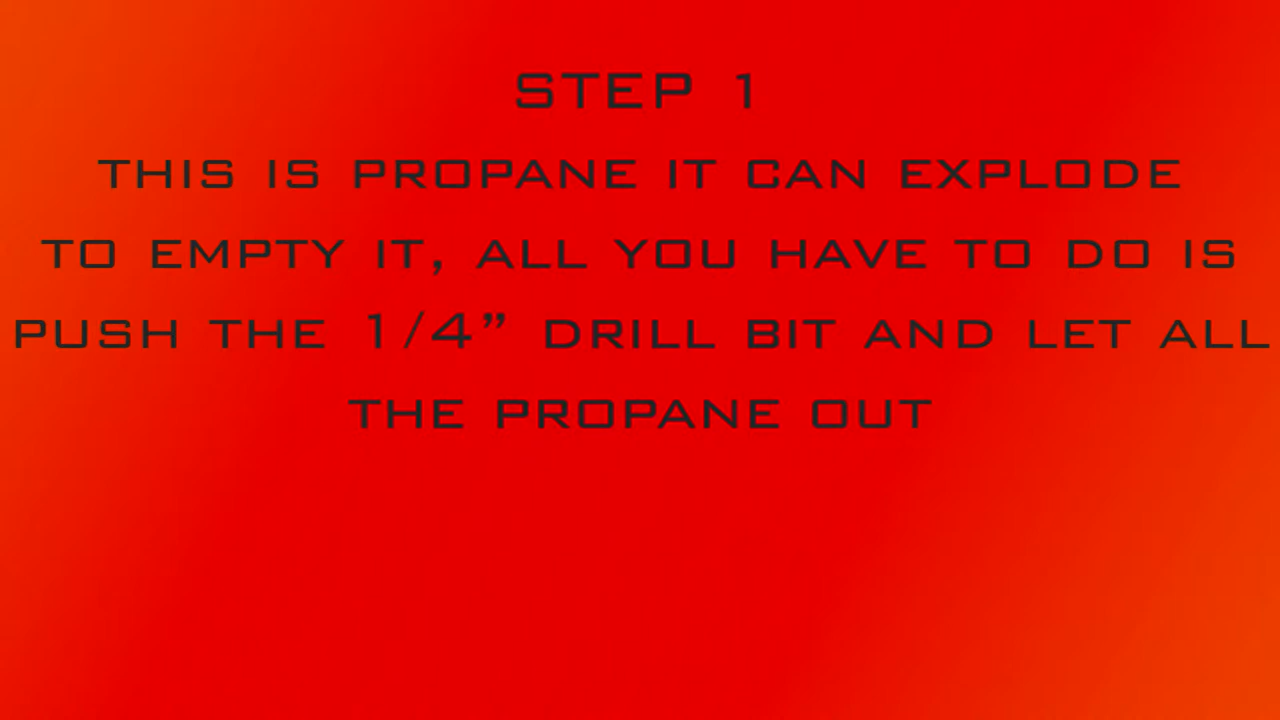 STEP 1
THIS IS PROPANE IT CAN EXPLODE
TO EMPTY IT, ALL YOU HAVE TO DO IS
PUSH THE 1/4” DRILL BIT AND LET ALL
THE PROPANE OUT